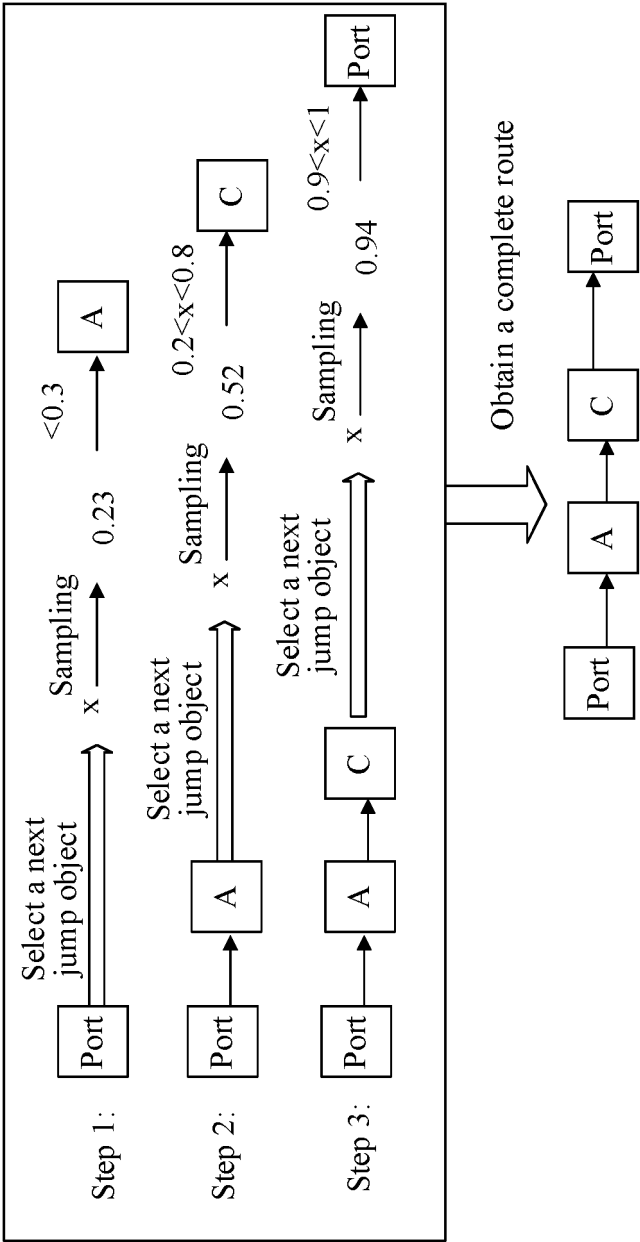 Step 1:
Port
Select a next
jump object
x
Sampling
0.23
<0.3
A
Step 2:
Port
A
Select a next
jump object
x
Sampling
0.52
0.2<x<0.8
C
Step 3:
Port
A
C
Select a next
jump object
x
Sampling
0.94
0.9<x<1
Port
Obtain a complete route
Port
A
C
Port